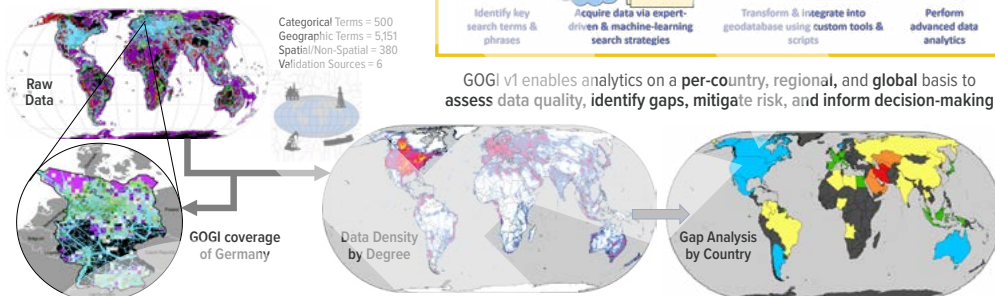 Categorical Terms = 500
Geographic Terms = 5,151
Spatial/Non-Spatial = 380
Validation Sources = 6
Raw
Data
Identify key
search terms &
phrases
Acquire data via expert-
driven & machine-learning
search strategies
Transform & integrate into
geodatabase using custom tools &
scripts
Perform
advanced data
analytics
GOGI v1 enables analytics on a per-country, regional, and global basis to
assess data quality, identify gaps, mitigate risk, and inform decision-making
GOGI coverage
of Germany
Data Density
by Degree
Gap Analysis
by Country